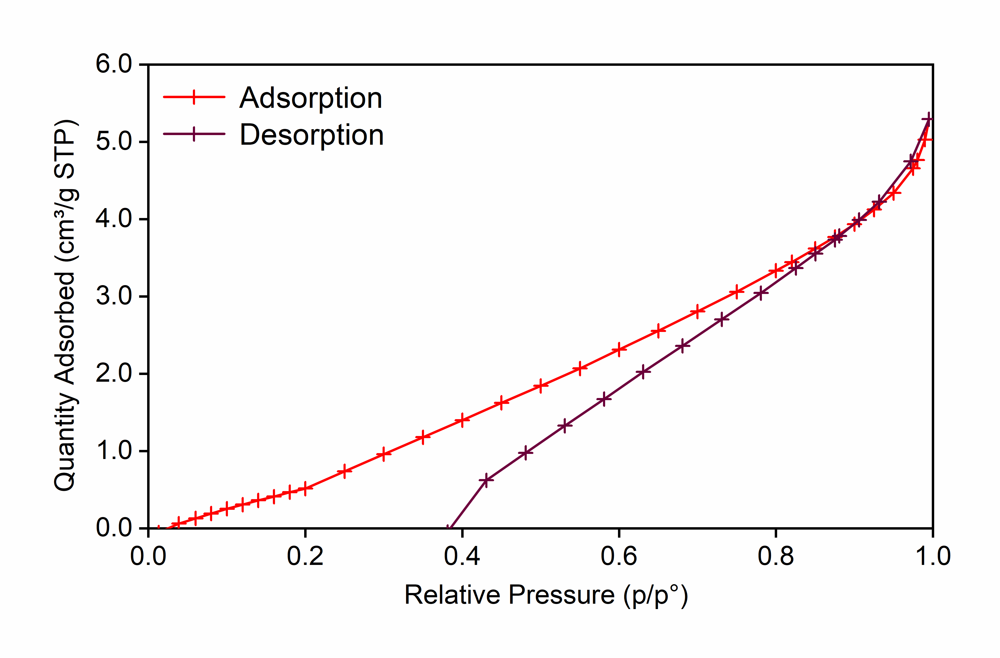 6.0
5.0
4.0
3.0
2.0
1.0
0.0
Quantity Adsorbed (cm³/g STP)
Adsorption
Desorption
0.0 0.2 0.4 0.6 0.8 1.0
Relative Pressure (p/p°)